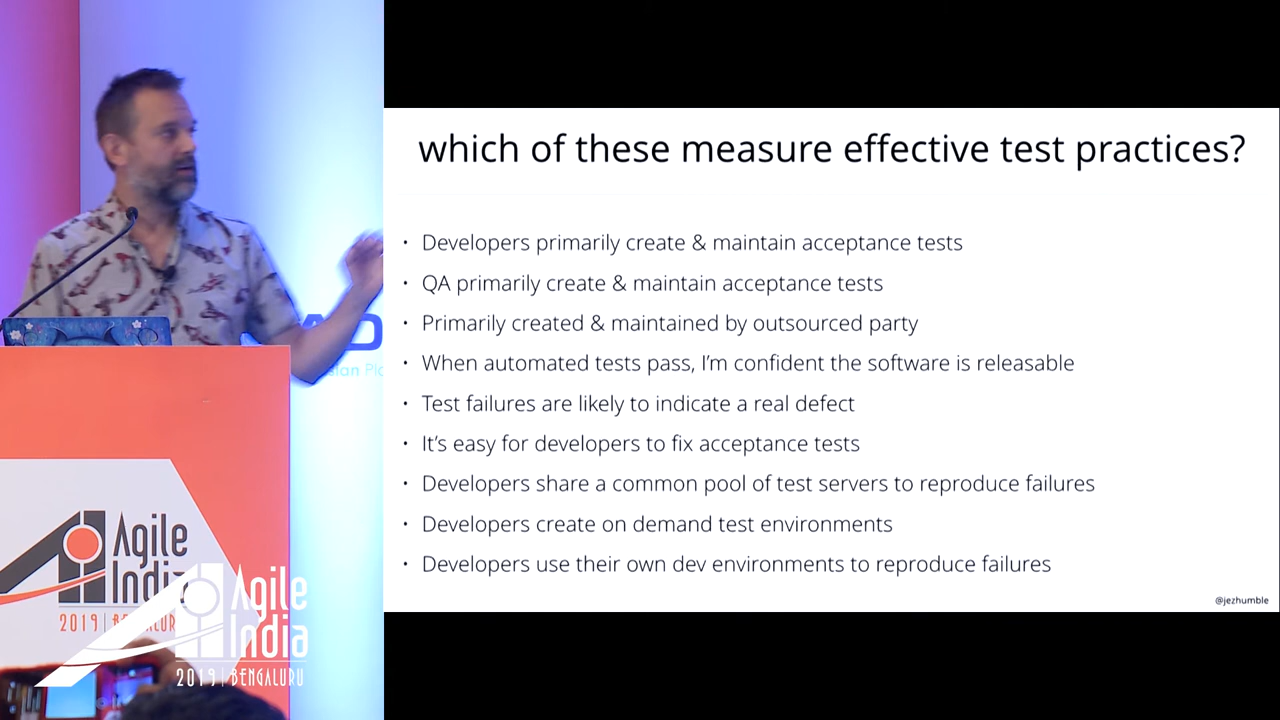 which of these measure effective test practices?
• Developers primarily create & maintain acceptance tests
• QA primarily create & maintain acceptance tests
• Primarily created & maintained by outsourced party
• When automated tests pass, I’m confident the software is releasable
• Test failures are likely to indicate a real defect
• It’s easy for developers to fix acceptance tests
• Developers share a common pool of test servers to reproduce failures
• Developers create on demand test environments
• Developers use their own dev environments to reproduce failures
@jezhumble
Agile
India
2019 |
Agile
India
2019 | BENGALURU